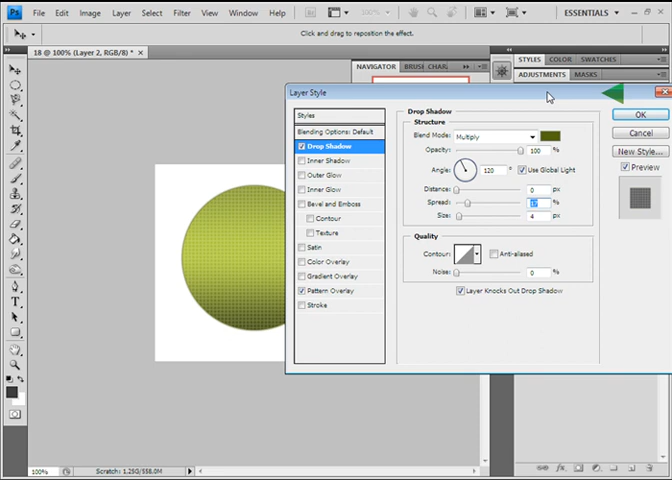 Ps File Edit Image Layer Select Filter View Window Help Br 100% ESSENTIALS
Click and drag to reposition the effect.
18 @ 100% (Layer 2, RGB/8) *
NAVIGATOR STYLES COLOR SWATCHES
ADJUSTMENTS MASKS
Layer Style
Styles
Blending Options: Default
Drop Shadow
Inner Shadow
Outer Glow
Inner Glow
Bevel and Emboss
Contour
Texture
Satin
Color Overlay
Gradient Overlay
Pattern Overlay
Stroke
Drop Shadow
Structure
Blend Mode: Multiply
Opacity: 100 %
Angle: 120 ° Use Global Light
Distance: 0 px
Spread: 17 %
Size: 4 px
Quality
Contour: Anti-aliased
Noise: 0 %
Layer Knocks Out Drop Shadow
OK
Cancel
New Style...
Preview
100% Scratch: 1.25G/558.0M